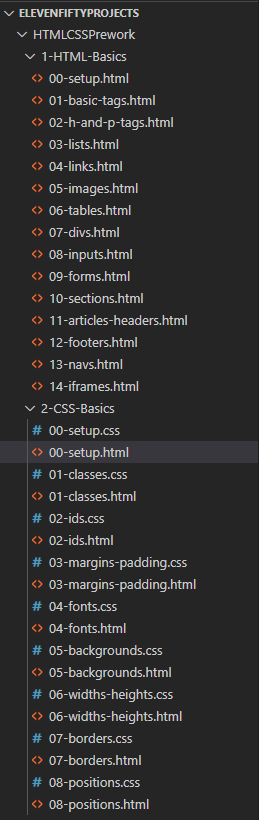 ELEVENFIFTYPROJECTS
HTMLCSSPrework
1-HTML-Basics
00-setup.html
01-basic-tags.html
02-h-and-p-tags.html
03-lists.html
04-links.html
05-images.html
06-tables.html
07-divs.html
08-inputs.html
09-forms.html
10-sections.html
11-articles-headers.html
12-footers.html
13-navs.html
14-iframes.html
2-CSS-Basics
# 00-setup.css
00-setup.html
# 01-classes.css
01-classes.html
# 02-ids.css
02-ids.html
# 03-margins-padding.css
03-margins-padding.html
# 04-fonts.css
04-fonts.html
# 05-backgrounds.css
05-backgrounds.html
# 06-widths-heights.css
06-widths-heights.html
# 07-borders.css
07-borders.html
# 08-positions.css
08-positions.html